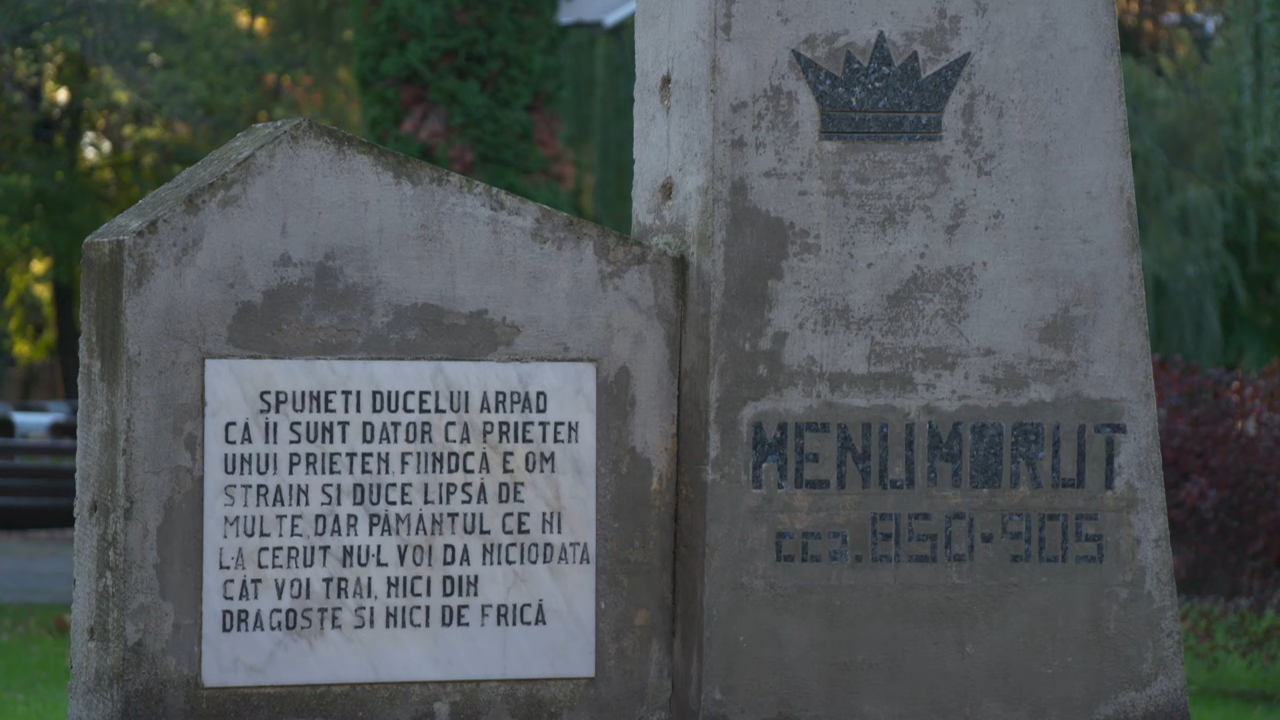 SPUNETI DUCELUI ARPAD
CĂ ÎI SUNT DATOR CA PRIETEN
UNUI PRIETEN, FIINDCĂ E OM
STRAIN SI DUCE LIPSĂ DE
MULTE, DAR PĂMÂNTUL CE NI
L-A CERUT NU-L VOI DA NICIODATA
CÂT VOI TRAI, NICI DIN
DRAGOSTE SI NICI DE FRICĂ
MENUMORUT
cca. 850-905